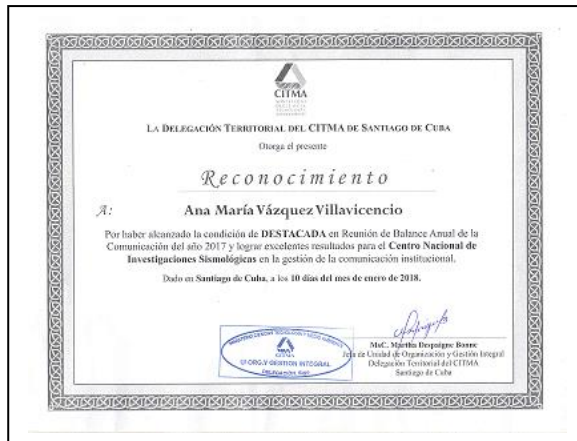 CITMA
LA DELEGACIÓN TERRITORIAL DEL CITMA DE SANTIAGO DE CUBA
Otorga el presente
Reconocimiento
A: Ana María Vázquez Villavicencio
Por haber alcanzado la condición de DESTACADA en Reunión de Balance Anual de la
Comunicación del año 2017 y lograr excelentes resultados para el Centro Nacional de
Investigaciones Sismológicas en la gestión de la comunicación institucional.
Dado en Santiago de Cuba, a los 10 días del mes de enero de 2018.
MsC. Martha Despaigne Bonne
Jefa de Unidad de Organización y Gestión Integral
Delegación Territorial del CITMA
Santiago de Cuba
CITMA
U/ORG.Y GESTION INTEGRAL